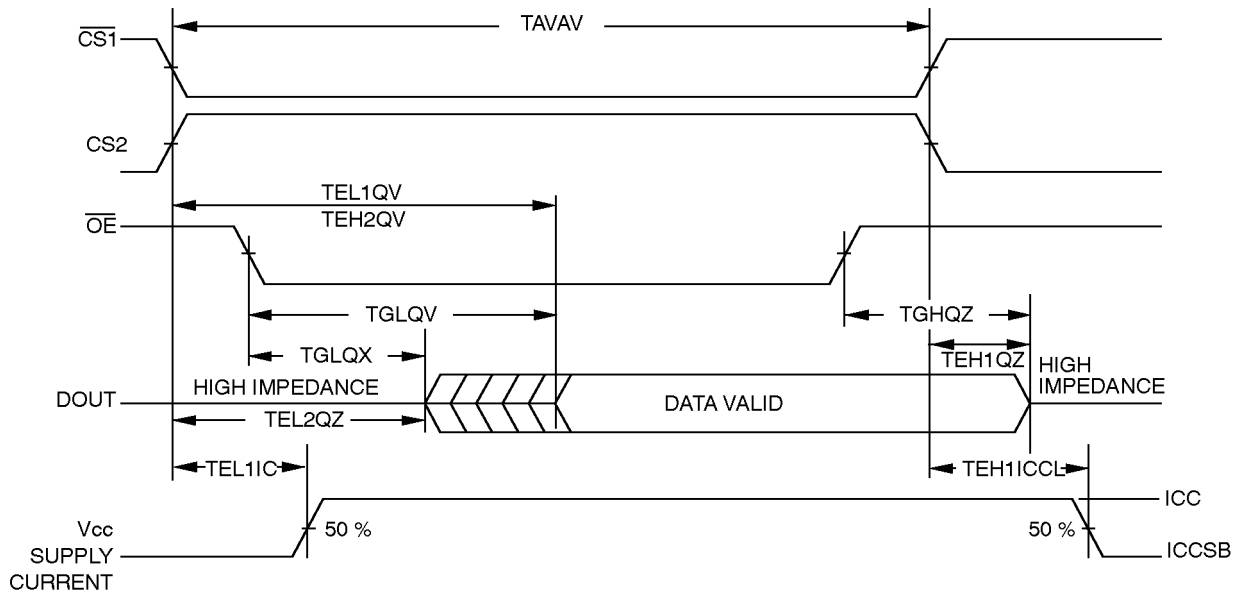 TAVAV
CS1
CS2
TEL1QV
TEH2QV
OE
TGLQV
TGHQZ
TGLQX
TEH1QZ
HIGH IMPEDANCE
HIGH
IMPEDANCE
DOUT
DATA VALID
TEL2QZ
TEL1IC
TEH1ICCL
ICC
Vcc
SUPPLY
CURRENT
50 %
50 %
ICCSB